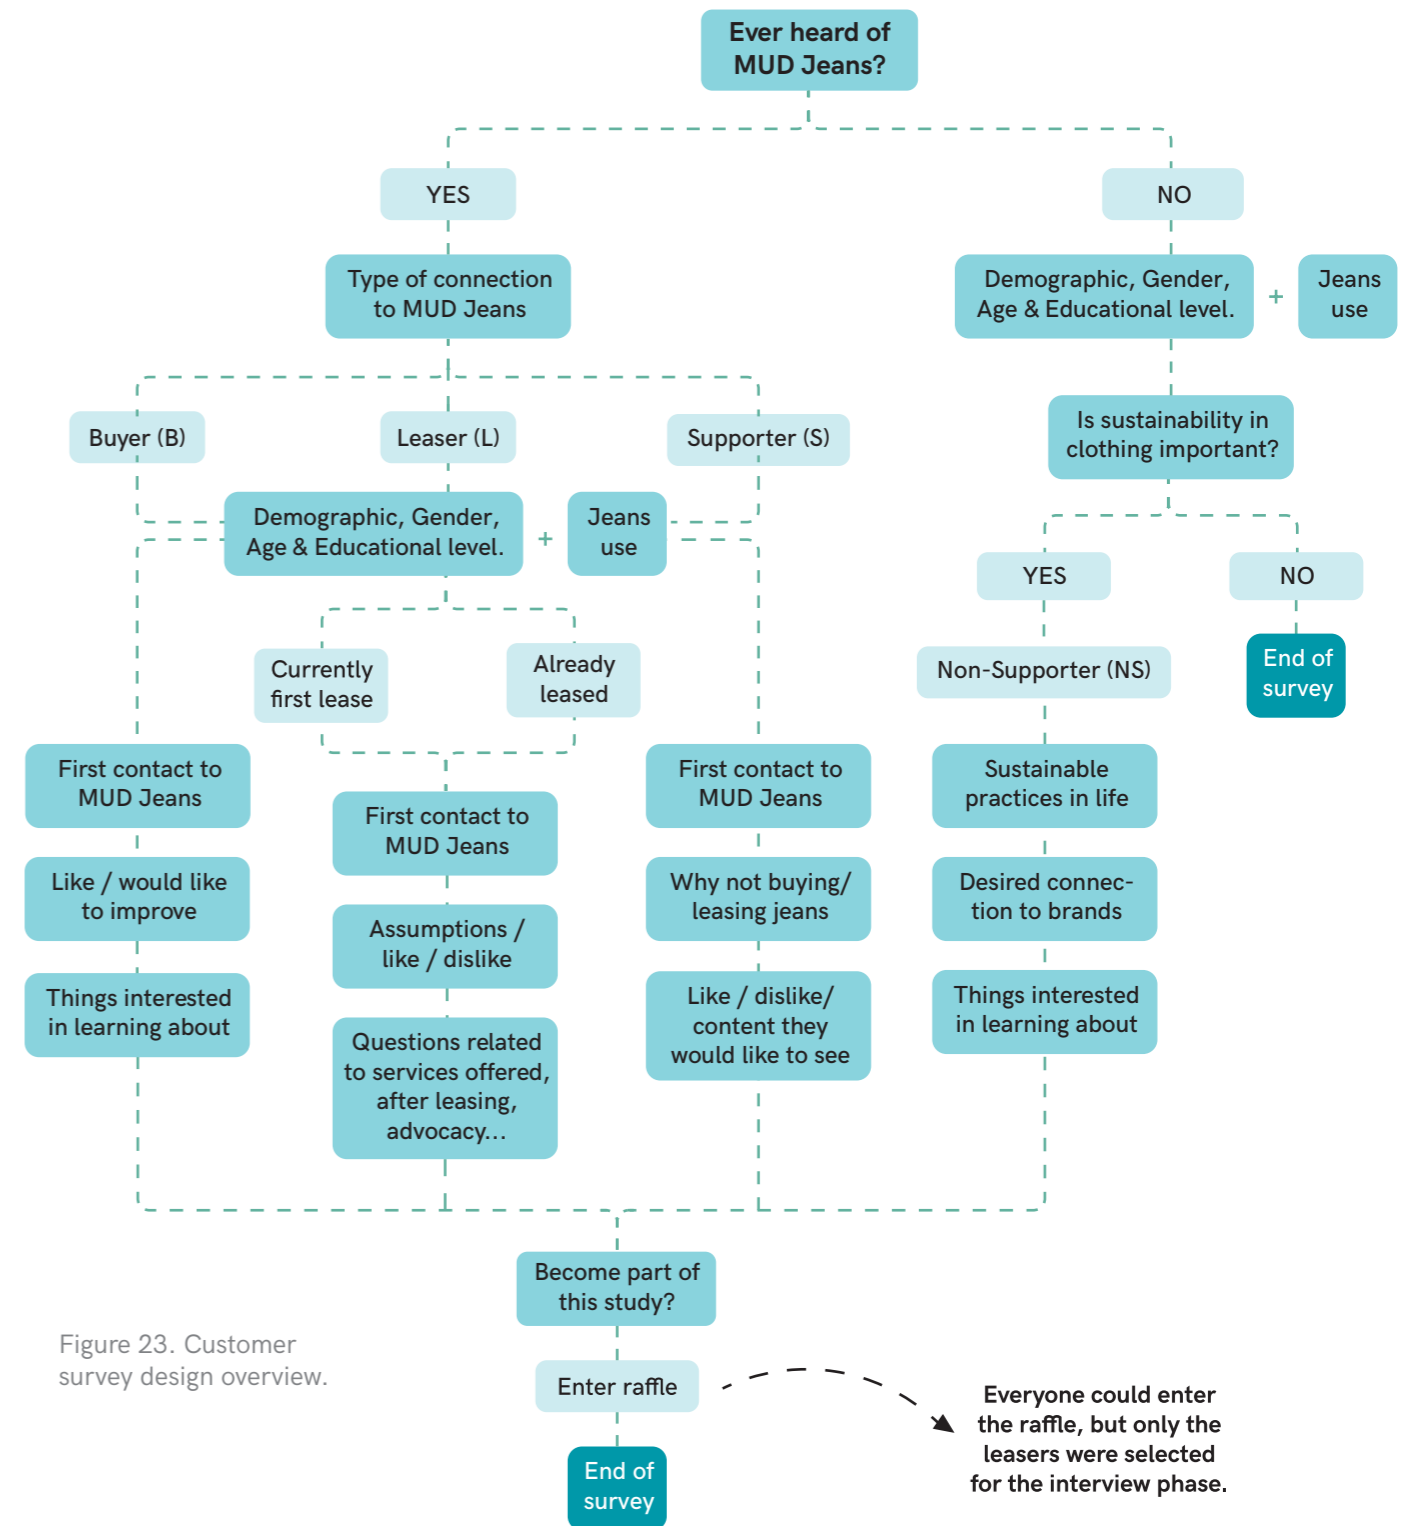 Ever heard of
MUD Jeans?
YES
NO
Type of connection
to MUD Jeans
Demographic, Gender,
Age & Educational level.
+
Jeans
use
Buyer (B)
Leaser (L)
Supporter (S)
Is sustainability in
clothing important?
Demographic, Gender,
Age & Educational level.
+
Jeans
use
YES
NO
Currently
first lease
Already
leased
Non-Supporter (NS)
End of
survey
First contact to
MUD Jeans
Like / would like
to improve
Things interested
in learning about
First contact to
MUD Jeans
Assumptions /
like / dislike
Questions related
to services offered,
after leasing,
advocacy...
First contact to
MUD Jeans
Why not buying/
leasing jeans
Like / dislike/
content they
would like to see
Sustainable
practices in life
Desired connec-
tion to brands
Things interested
in learning about
Become part of
this study?
Enter raffle
End of
survey
Figure 23. Customer
survey design overview.
Everyone could enter
the raffle, but only the
leasers were selected
for the interview phase.